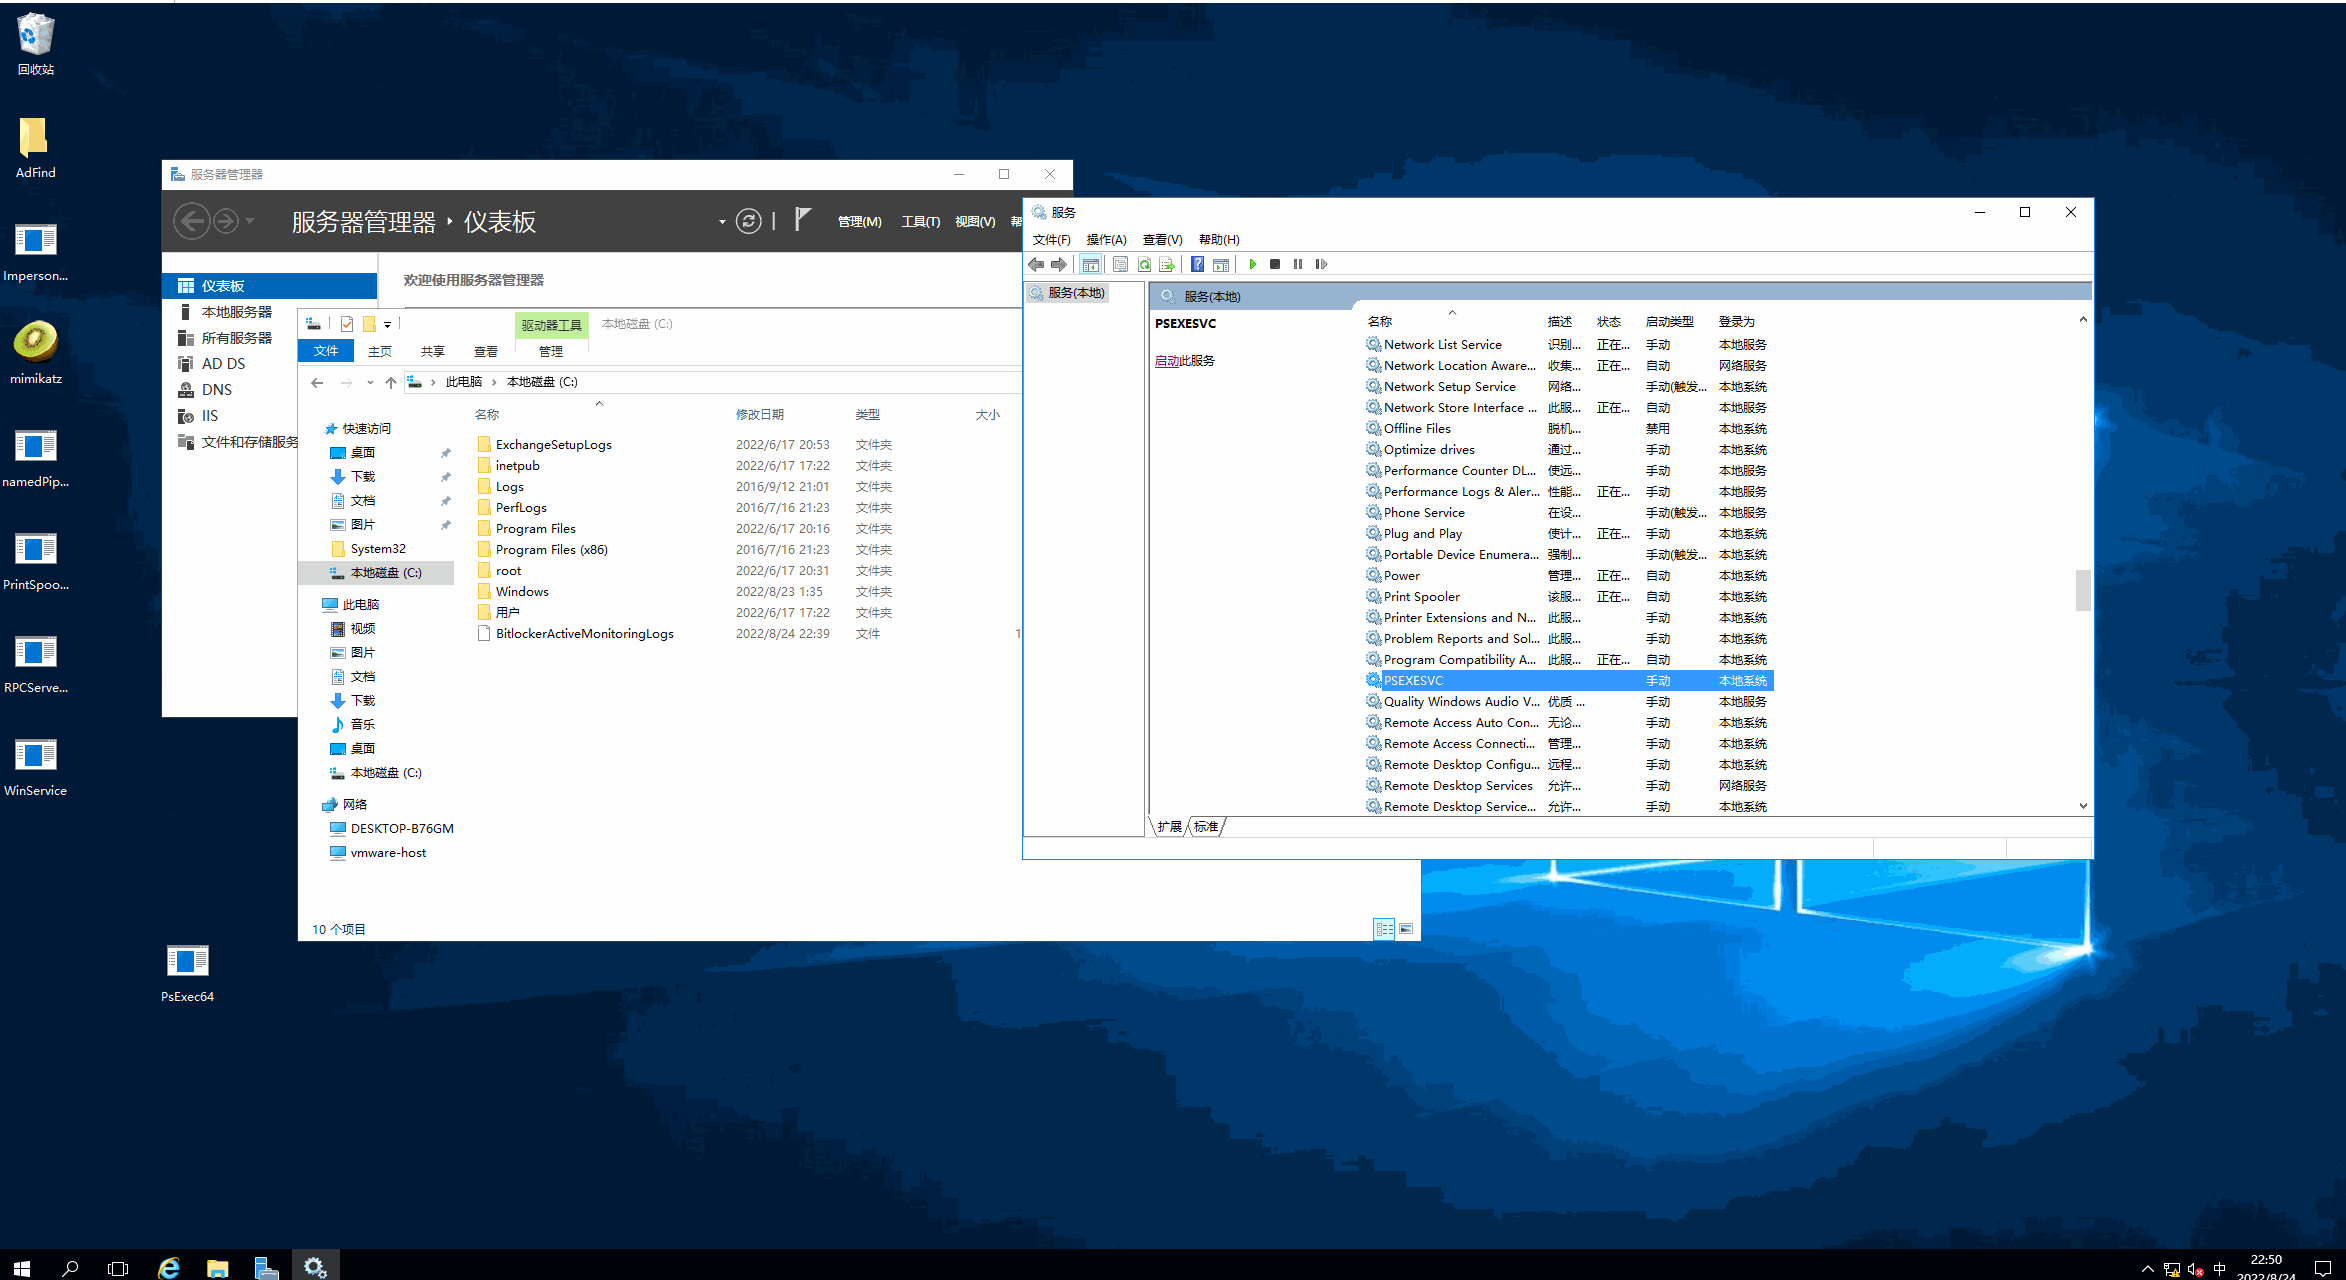 回收站
AdFind
Imperson...
mimikatz
namedPip...
PrintSpoo...
RPCServe...
WinService
PsExec64
服务器管理器
服务器管理器 仪表板
管理(M) 工具(T) 视图(V) 帮
仪表板
本地服务器
所有服务器
AD DS
DNS
IIS
文件和存储服务
欢迎使用服务器管理器
驱动器工具 本地磁盘 (C:)
文件 主页 共享 查看 管理
此电脑 本地磁盘 (C:)
快速访问
桌面
下载
文档
图片
System32
本地磁盘 (C:)
此电脑
视频
图片
文档
下载
音乐
桌面
本地磁盘 (C:)
网络
DESKTOP-B76GM
vmware-host
名称 修改日期 类型 大小
ExchangeSetupLogs 2022/6/17 20:53 文件夹
inetpub 2022/6/17 17:22 文件夹
Logs 2016/9/12 21:01 文件夹
PerfLogs 2016/7/16 21:23 文件夹
Program Files 2022/6/17 20:16 文件夹
Program Files (x86) 2016/7/16 21:23 文件夹
root 2022/6/17 20:31 文件夹
Windows 2022/8/23 1:35 文件夹
用户 2022/6/17 17:22 文件夹
BitlockerActiveMonitoringLogs 2022/8/24 22:39 文件 1
10 个项目
服务
文件(F) 操作(A) 查看(V) 帮助(H)
服务(本地)
服务(本地)
PSEXESVC
启动此服务
名称 描述 状态 启动类型 登录为
Network List Service 识别... 正在... 手动 本地服务
Network Location Aware... 收集... 正在... 自动 网络服务
Network Setup Service 网络... 手动(触发... 本地系统
Network Store Interface ... 此服... 正在... 自动 本地服务
Offline Files 脱机... 禁用 本地系统
Optimize drives 通过... 手动 本地系统
Performance Counter DL... 使远... 手动 本地服务
Performance Logs & Aler... 性能... 正在... 手动 本地服务
Phone Service 在设... 手动(触发... 本地服务
Plug and Play 使计... 正在... 手动 本地系统
Portable Device Enumera... 强制... 手动(触发... 本地系统
Power 管理... 正在... 自动 本地系统
Print Spooler 该服... 正在... 自动 本地系统
Printer Extensions and N... 此服... 手动 本地系统
Problem Reports and Sol... 此服... 手动 本地系统
Program Compatibility A... 此服... 正在... 自动 本地系统
PSEXESVC 手动 本地系统
Quality Windows Audio V... 优质 ... 手动 本地服务
Remote Access Auto Con... 无论... 手动 本地系统
Remote Access Connecti... 管理... 手动 本地系统
Remote Desktop Configu... 远程... 手动 本地系统
Remote Desktop Services 允许... 手动 网络服务
Remote Desktop Service... 允许... 手动 本地系统
扩展 标准
中
22:50
2022/8/24